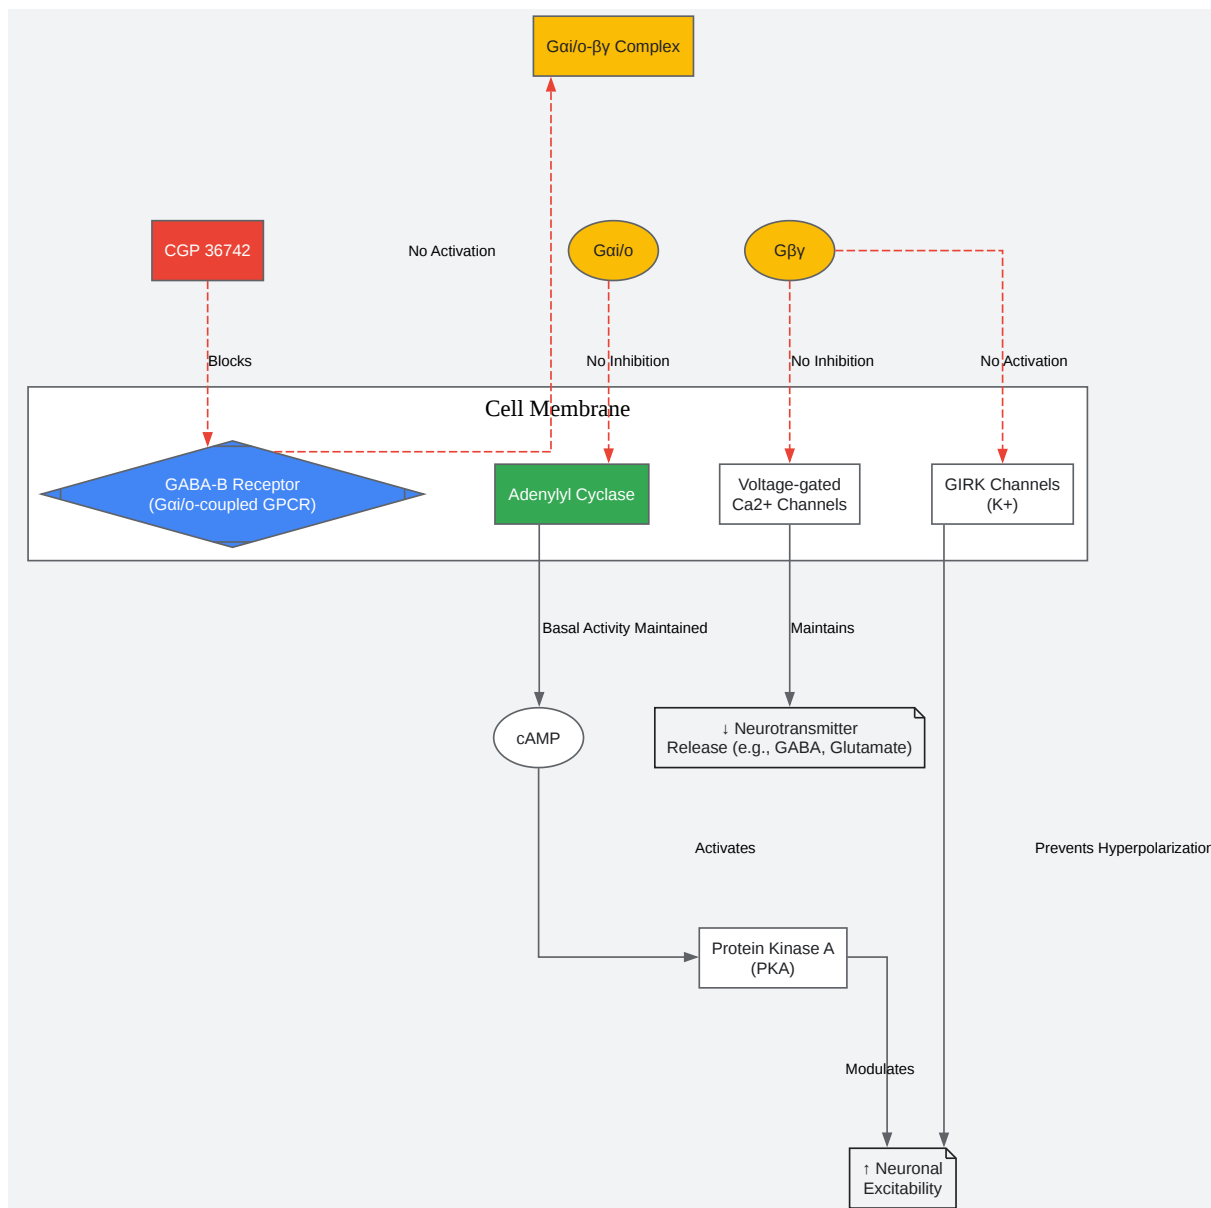 Gαi/o-βγ Complex
CGP 36742
No Activation
Gαi/o
Gβγ
Blocks
No Inhibition
No Inhibition
No Activation
Cell Membrane
GABA-B Receptor
(Gαi/o-coupled GPCR)
Adenylyl Cyclase
Voltage-gated
Ca2+ Channels
GIRK Channels
(K+)
Basal Activity Maintained
Maintains
cAMP
↓ Neurotransmitter
Release (e.g., GABA, Glutamate)
Activates
Prevents Hyperpolarization
Protein Kinase A
(PKA)
Modulates
↑ Neuronal
Excitability